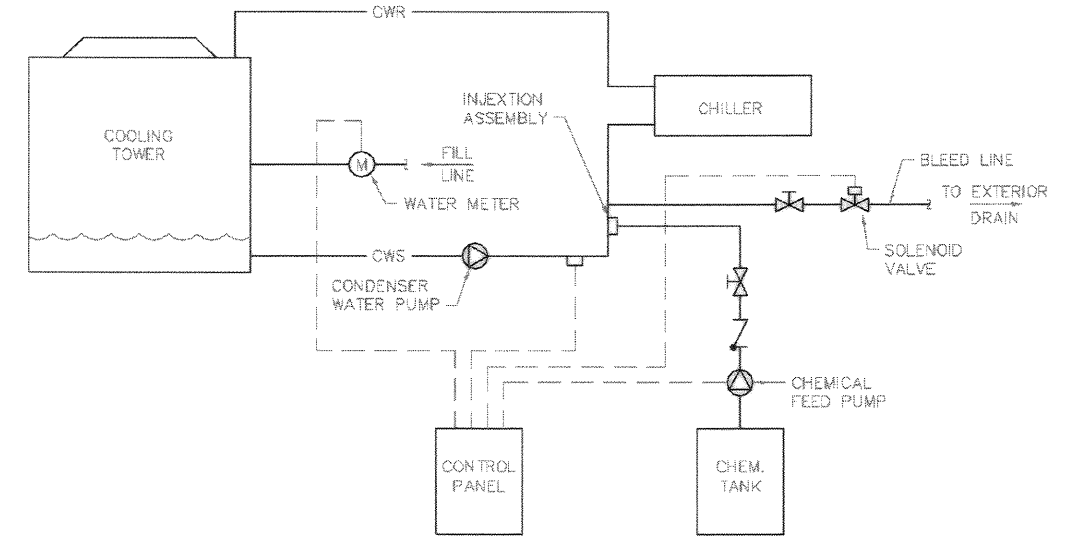 CWR
CHILLER
INJEXTION
ASSEMBLY
COOLING
TOWER
M
FILL
LINE
WATER METER
BLEED LINE
TO EXTERIOR
DRAIN
SOLENOID
VALVE
CWS
CONDENSER
WATER PUMP
CHEMICAL
FEED PUMP
CONTROL
PANEL
CHEM.
TANK